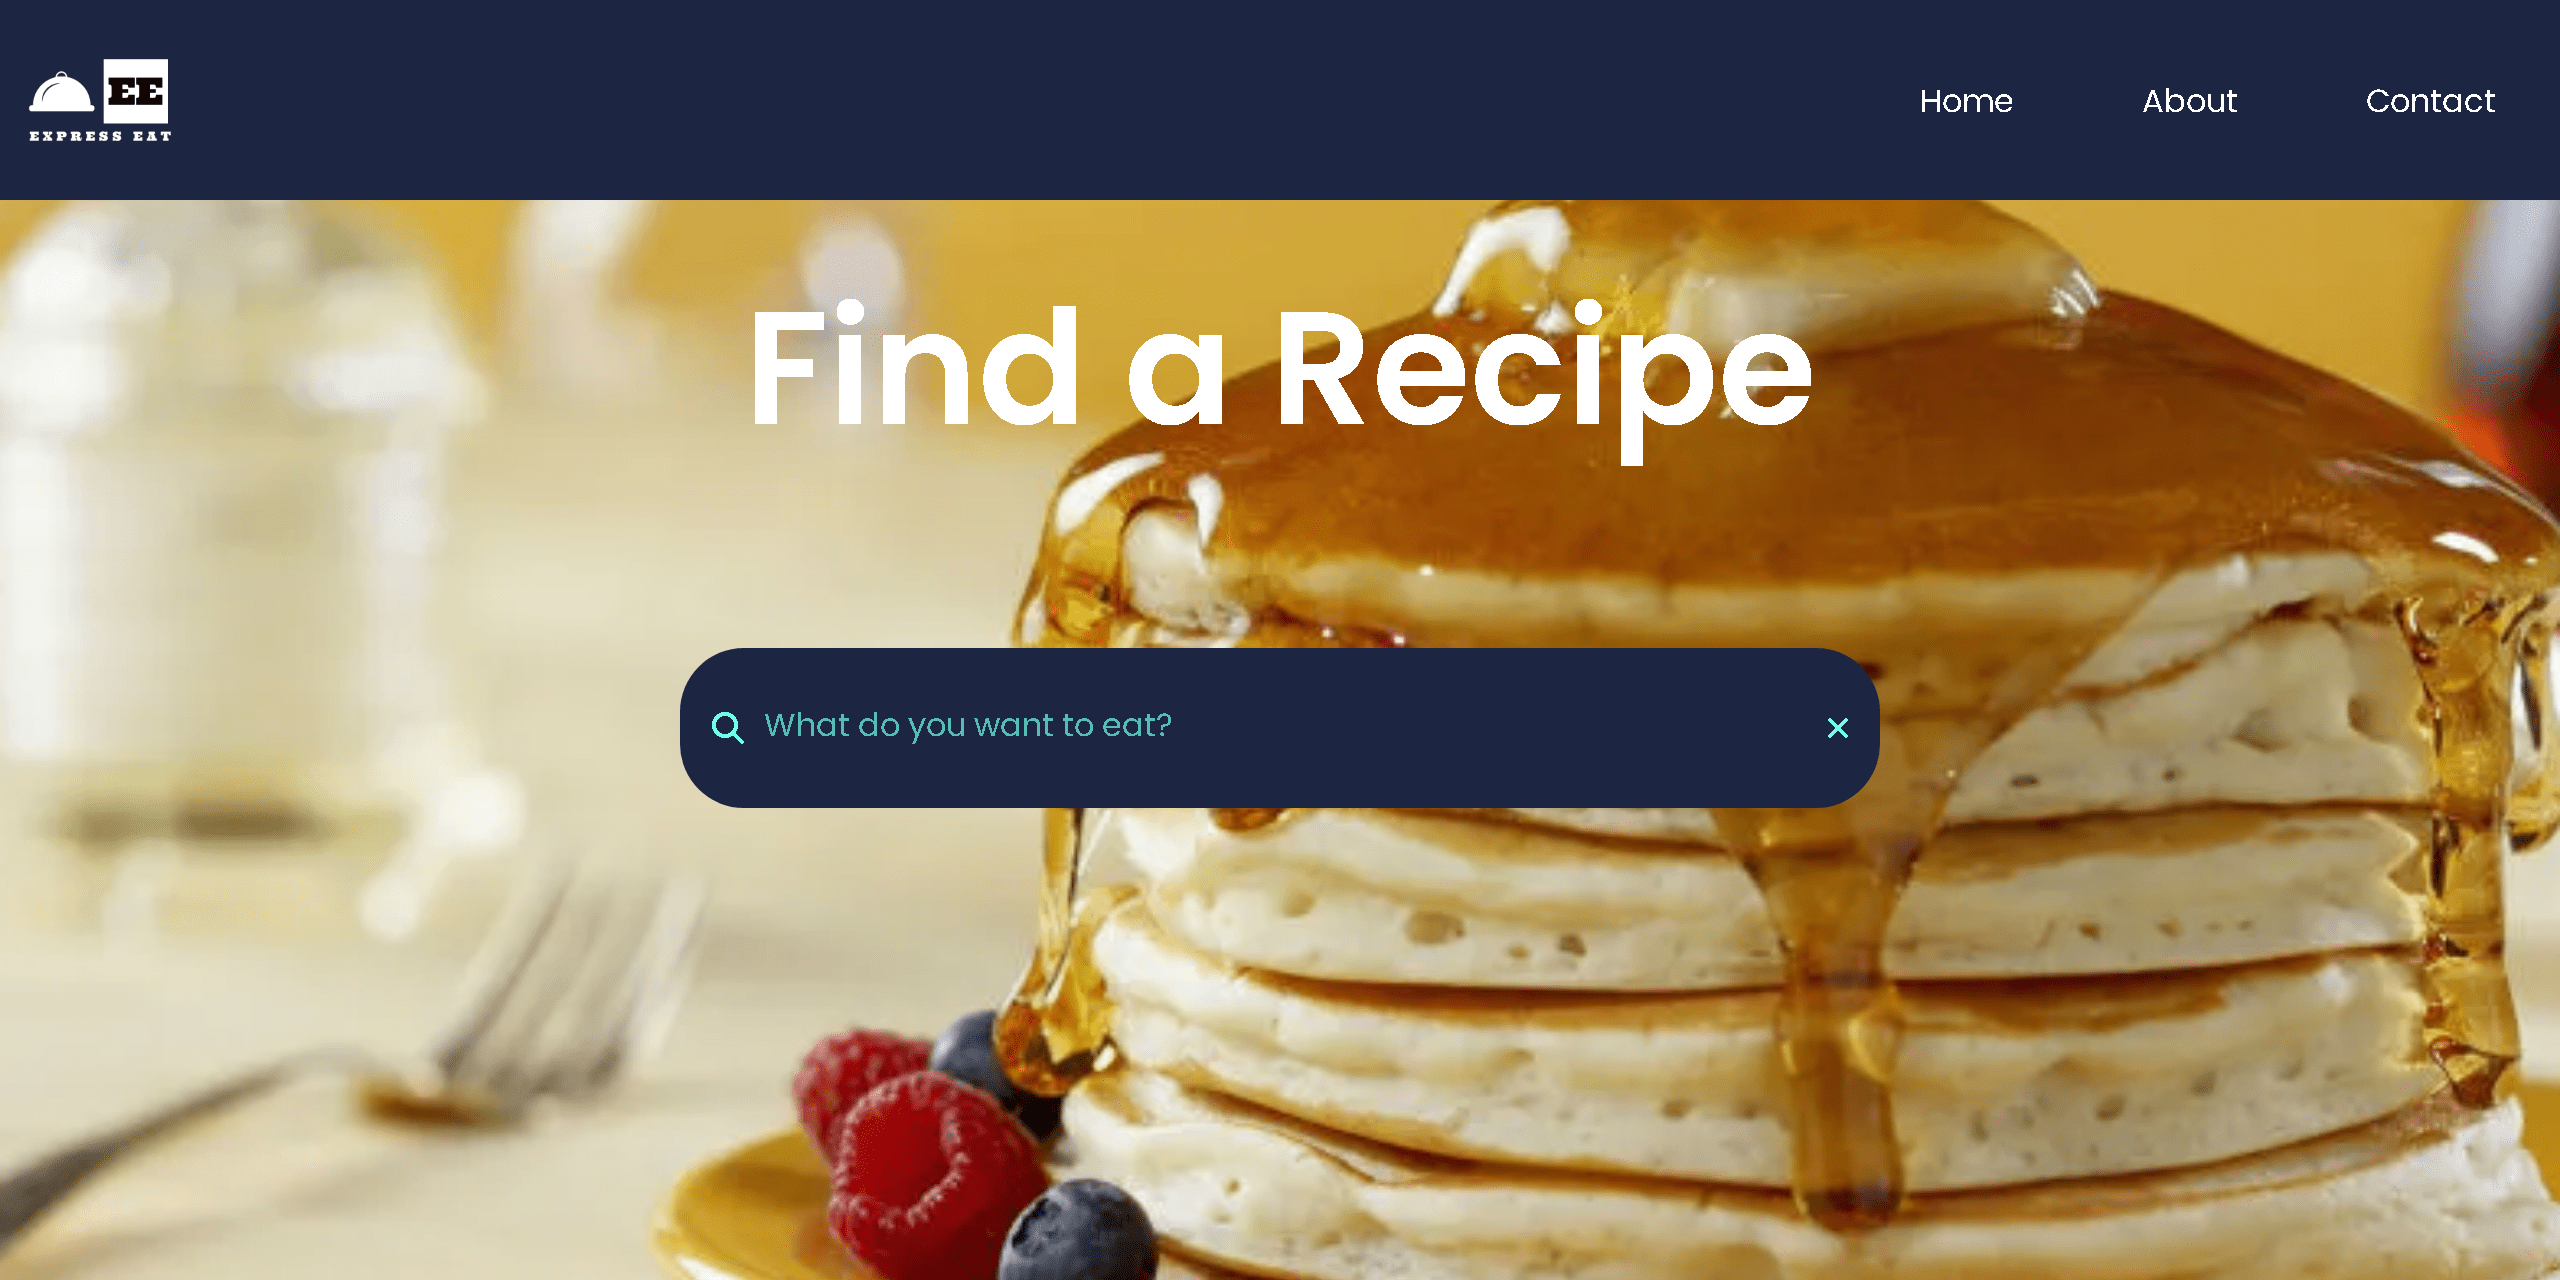 EE
EXPRESS EAT
Home
About
Contact
Find a Recipe
What do you want to eat?